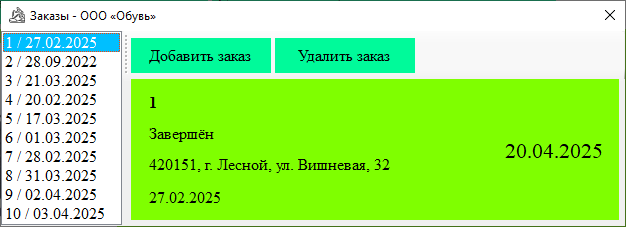 Заказы - ООО «Обувь»
1 / 27.02.2025
2 / 28.09.2022
3 / 21.03.2025
4 / 20.02.2025
5 / 17.03.2025
6 / 01.03.2025
7 / 28.02.2025
8 / 31.03.2025
9 / 02.04.2025
10 / 03.04.2025
Добавить заказ
Удалить заказ
1
Завершён
420151, г. Лесной, ул. Вишневая, 32
27.02.2025
20.04.2025